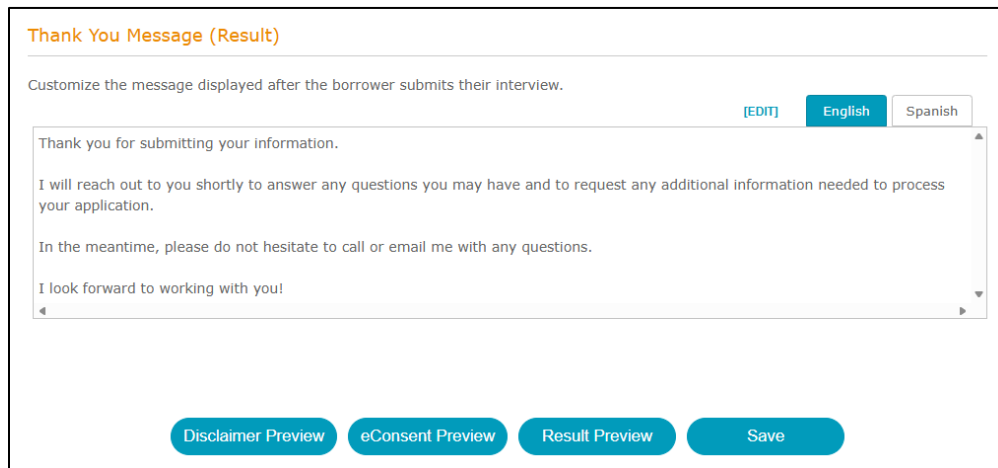 Thank You Message (Result)
Customize the message displayed after the borrower submits their interview.
[EDIT] English Spanish
Thank you for submitting your information.
I will reach out to you shortly to answer any questions you may have and to request any additional information needed to process
your application.
In the meantime, please do not hesitate to call or email me with any questions.
I look forward to working with you!
Disclaimer Preview eConsent Preview Result Preview Save